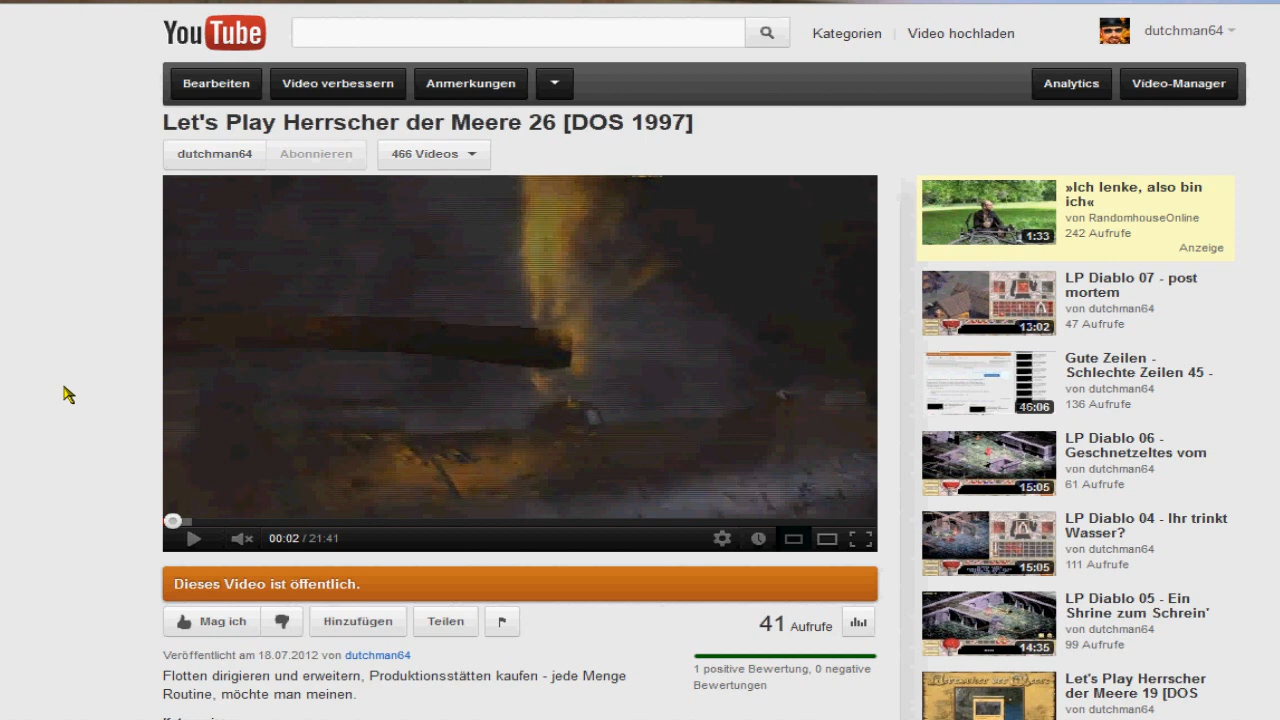 YouTube
Kategorien
Video hochladen
dutchman64
Bearbeiten
Video verbessern
Anmerkungen
Analytics
Video-Manager
Let's Play Herrscher der Meere 26 [DOS 1997]
dutchman64
Abonnieren
466 Videos
00:02 / 21:41
Dieses Video ist öffentlich.
Mag ich
Hinzufügen
Teilen
41 Aufrufe
Veröffentlicht am 18.07.2012 von dutchman64
Flotten dirigieren und erweitern, Produktionsstätten kaufen - jede Menge
Routine, möchte man meinen.
1 positive Bewertung, 0 negative
Bewertungen
1:33
»Ich lenke, also bin
ich«
von RandomhouseOnline
242 Aufrufe
Anzeige
13:02
LP Diablo 07 - post
mortem
von dutchman64
47 Aufrufe
46:06
Gute Zeilen -
Schlechte Zeilen 45 -
von dutchman64
136 Aufrufe
15:05
LP Diablo 06 -
Geschnetzeltes vom
von dutchman64
61 Aufrufe
15:05
LP Diablo 04 - Ihr trinkt
Wasser?
von dutchman64
111 Aufrufe
14:35
LP Diablo 05 - Ein
Shrine zum Schrein'
von dutchman64
99 Aufrufe
Herrscher der Meere
Let's Play Herrscher
der Meere 19 [DOS
von dutchman64